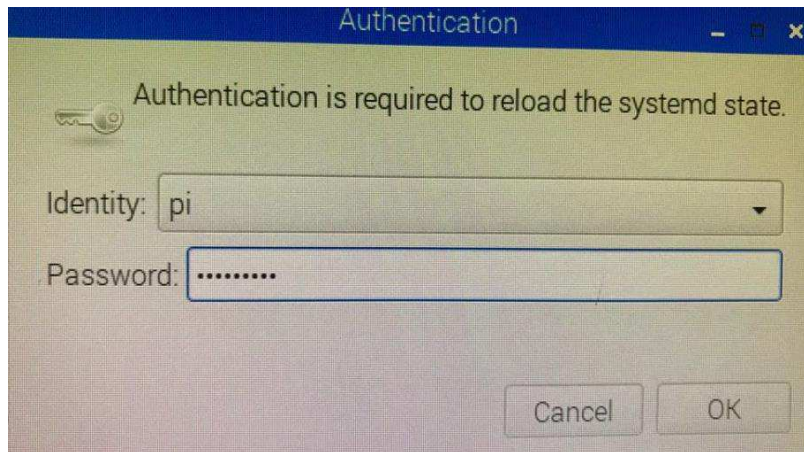 Authentication
Authentication is required to reload the systemd state.
Identity: pi
Password: •••••••••
Cancel OK